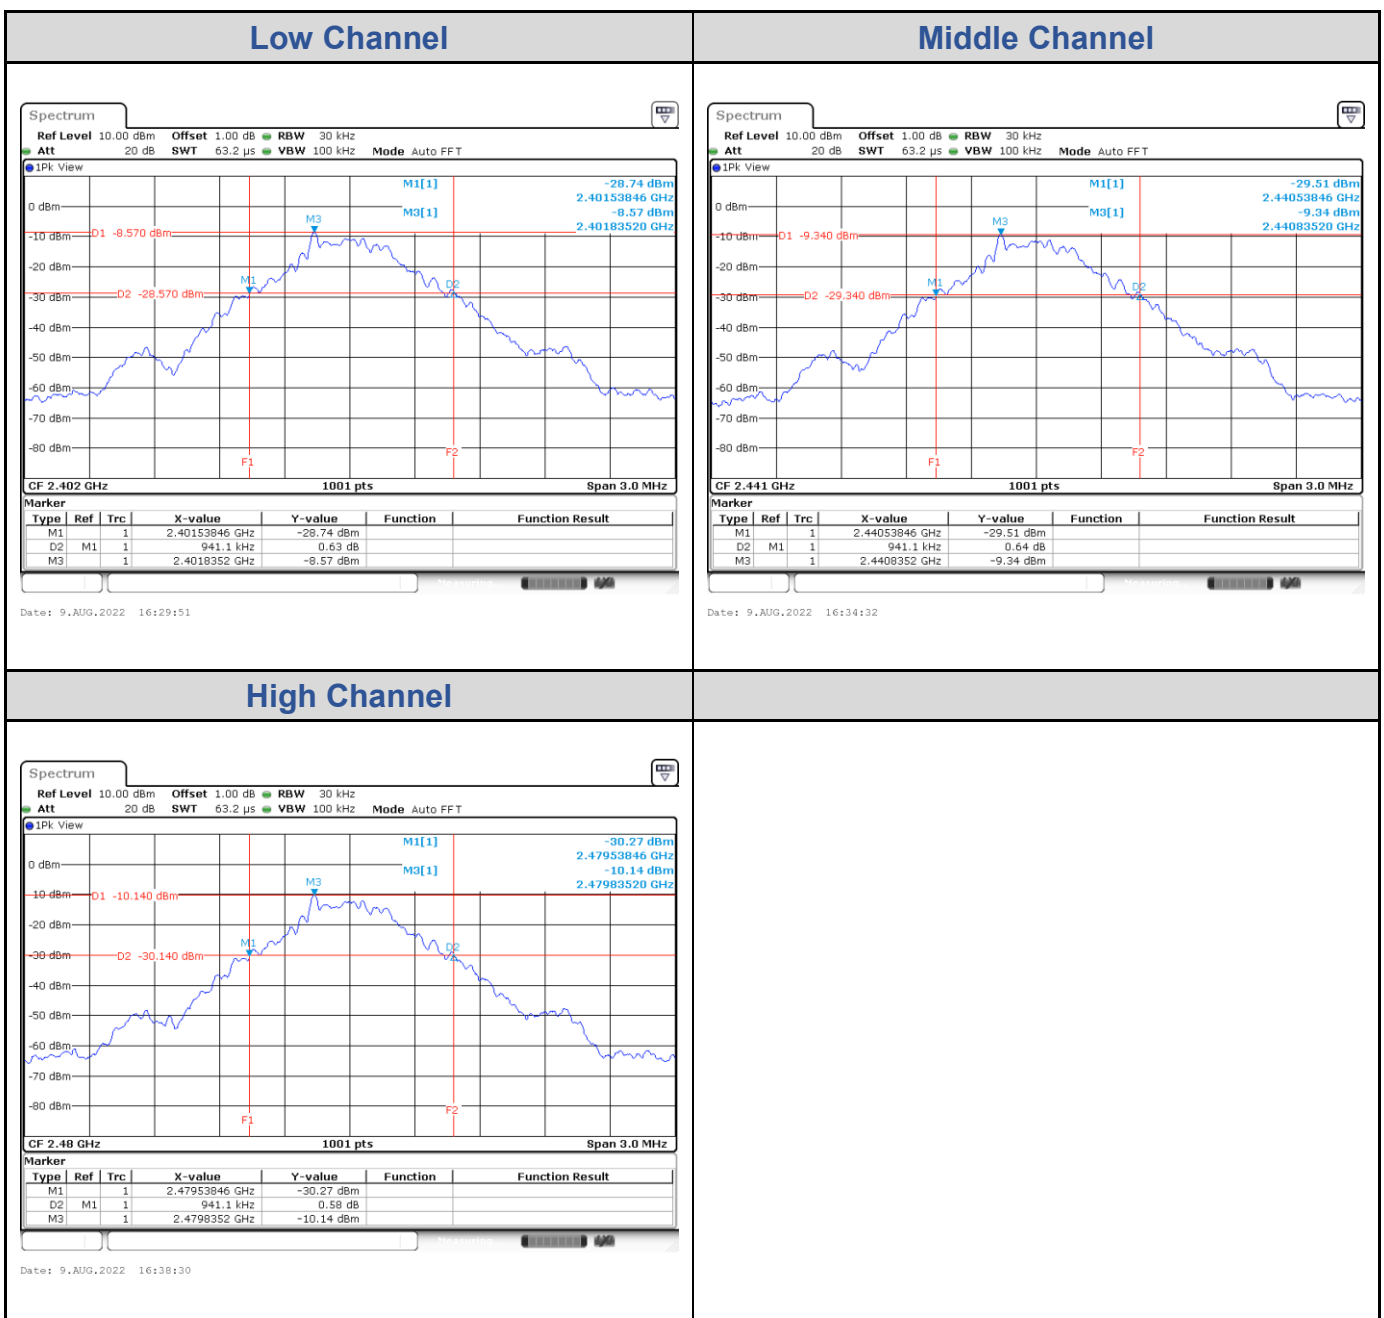 Low Channel
Middle Channel
Spectrum
Ref Level 10.00 dBm Offset 1.00 dB RBW 30 kHz
Att 20 dB SWT 63.2 µs VBW 100 kHz Mode Auto FFT
1Pk View
M1[1] -28.74 dBm
2.40153846 GHz
M3[1] -8.57 dBm
2.40183520 GHz
0 dBm
M3
D1 -8.570 dBm
-10 dBm
-20 dBm
M1
D2
D2 -28.570 dBm
-30 dBm
-40 dBm
-50 dBm
-60 dBm
-70 dBm
-80 dBm
F1
F2
CF 2.402 GHz 1001 pts Span 3.0 MHz
Marker
Type Ref Trc X-value Y-value Function Function Result
M1 1 2.40153846 GHz -28.74 dBm
D2 M1 1 941.1 kHz 0.63 dB
M3 1 2.4018352 GHz -8.57 dBm
Measuring
Date: 9.AUG.2022 16:29:51
Spectrum
Ref Level 10.00 dBm Offset 1.00 dB RBW 30 kHz
Att 20 dB SWT 63.2 µs VBW 100 kHz Mode Auto FFT
1Pk View
M1[1] -29.51 dBm
2.44053846 GHz
M3[1] -9.34 dBm
2.44083520 GHz
0 dBm
M3
D1 -9.340 dBm
-10 dBm
-20 dBm
M1
D2
D2 -29.340 dBm
-30 dBm
-40 dBm
-50 dBm
-60 dBm
-70 dBm
-80 dBm
F1
F2
CF 2.441 GHz 1001 pts Span 3.0 MHz
Marker
Type Ref Trc X-value Y-value Function Function Result
M1 1 2.44053846 GHz -29.51 dBm
D2 M1 1 941.1 kHz 0.64 dB
M3 1 2.4408352 GHz -9.34 dBm
Measuring
Date: 9.AUG.2022 16:34:32
High Channel
Spectrum
Ref Level 10.00 dBm Offset 1.00 dB RBW 30 kHz
Att 20 dB SWT 63.2 µs VBW 100 kHz Mode Auto FFT
1Pk View
M1[1] -30.27 dBm
2.47953846 GHz
M3[1] -10.14 dBm
2.47983520 GHz
0 dBm
M3
D1 -10.140 dBm
-10 dBm
-20 dBm
M1
D2
D2 -30.140 dBm
-30 dBm
-40 dBm
-50 dBm
-60 dBm
-70 dBm
-80 dBm
F1
F2
CF 2.48 GHz 1001 pts Span 3.0 MHz
Marker
Type Ref Trc X-value Y-value Function Function Result
M1 1 2.47953846 GHz -30.27 dBm
D2 M1 1 941.1 kHz 0.58 dB
M3 1 2.4798352 GHz -10.14 dBm
Measuring
Date: 9.AUG.2022 16:38:30